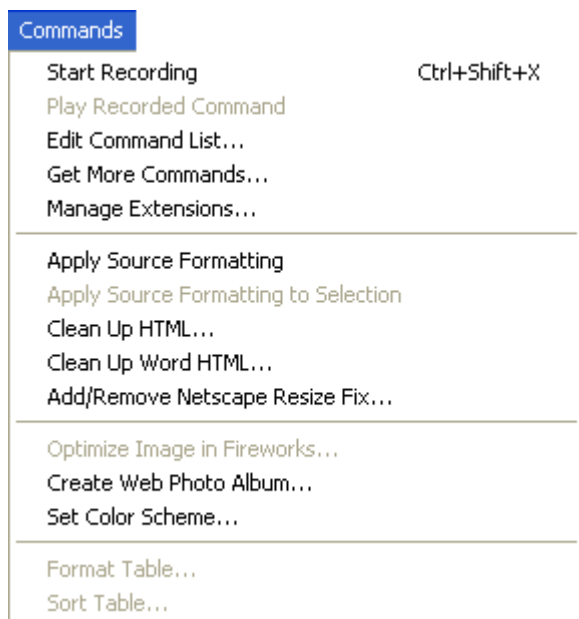 Commands
Start Recording Ctrl+Shift+X
Play Recorded Command
Edit Command List...
Get More Commands...
Manage Extensions...
Apply Source Formatting
Apply Source Formatting to Selection
Clean Up HTML...
Clean Up Word HTML...
Add/Remove Netscape Resize Fix...
Optimize Image in Fireworks...
Create Web Photo Album...
Set Color Scheme...
Format Table...
Sort Table...